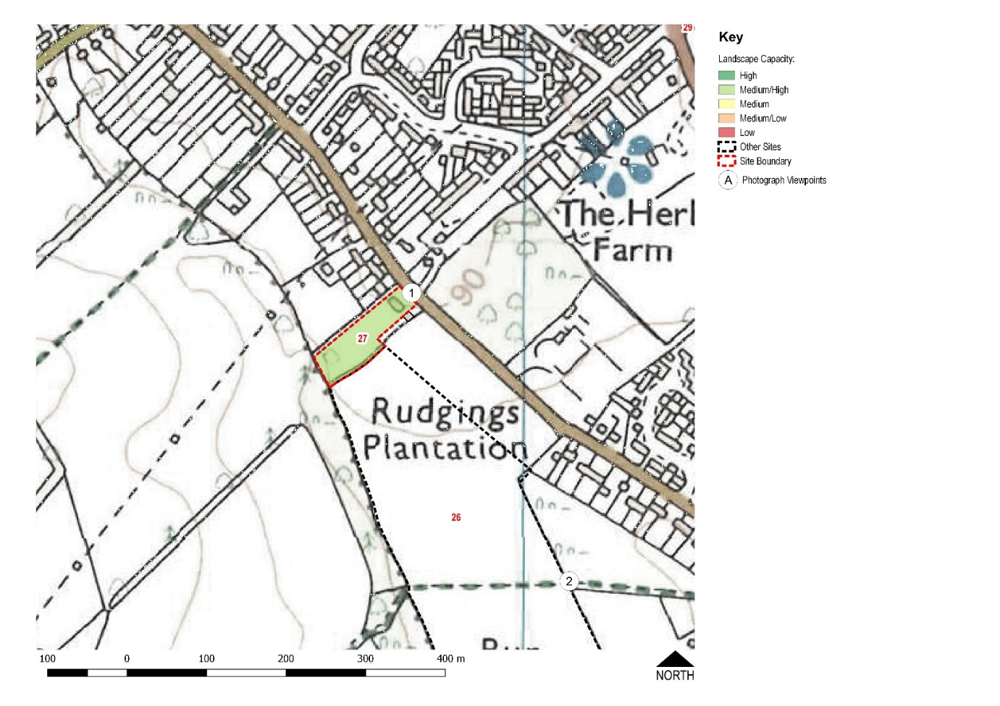 29
Key
Landscape Capacity:
High
Medium/High
Medium
Medium/Low
Low
Other Sites
Site Boundary
A Photograph Viewpoints
The Herl
Farm
90
1
27
Rudgings
Plantation
26
2
100 0 100 200 300 400 m
NORTH